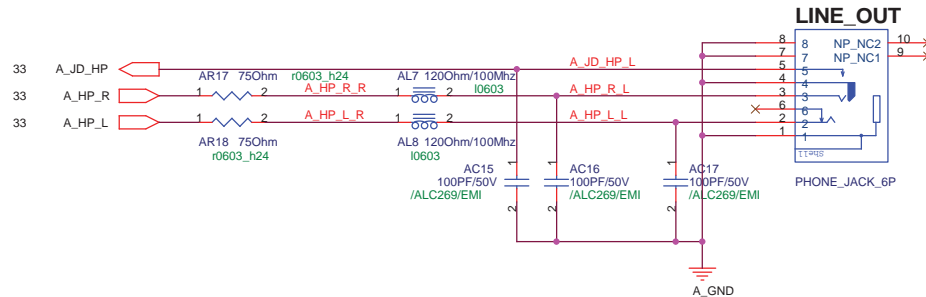 LINE_OUT
8 8 NP_NC2 10
7 7 NP_NC1 9
33 A_JD_HP A_JD_HP_L 5 5
AR17 75Ohm r0603_h24 AL7 120Ohm/100Mhz l0603
4 4
33 A_HP_R 1 2 A_HP_R_R 1 2 A_HP_R_L 3 3
6 6
33 A_HP_L 1 2 A_HP_L_R 1 2 A_HP_L_L 2 2
1 1
AR18 75Ohm AL8 120Ohm/100Mhz
r0603_h24 l0603
Shell
1 1 1
AC15 AC16 AC17
100PF/50V 100PF/50V 100PF/50V
/ALC269/EMI /ALC269/EMI /ALC269/EMI
2 2 2
PHONE_JACK_6P
A_GND